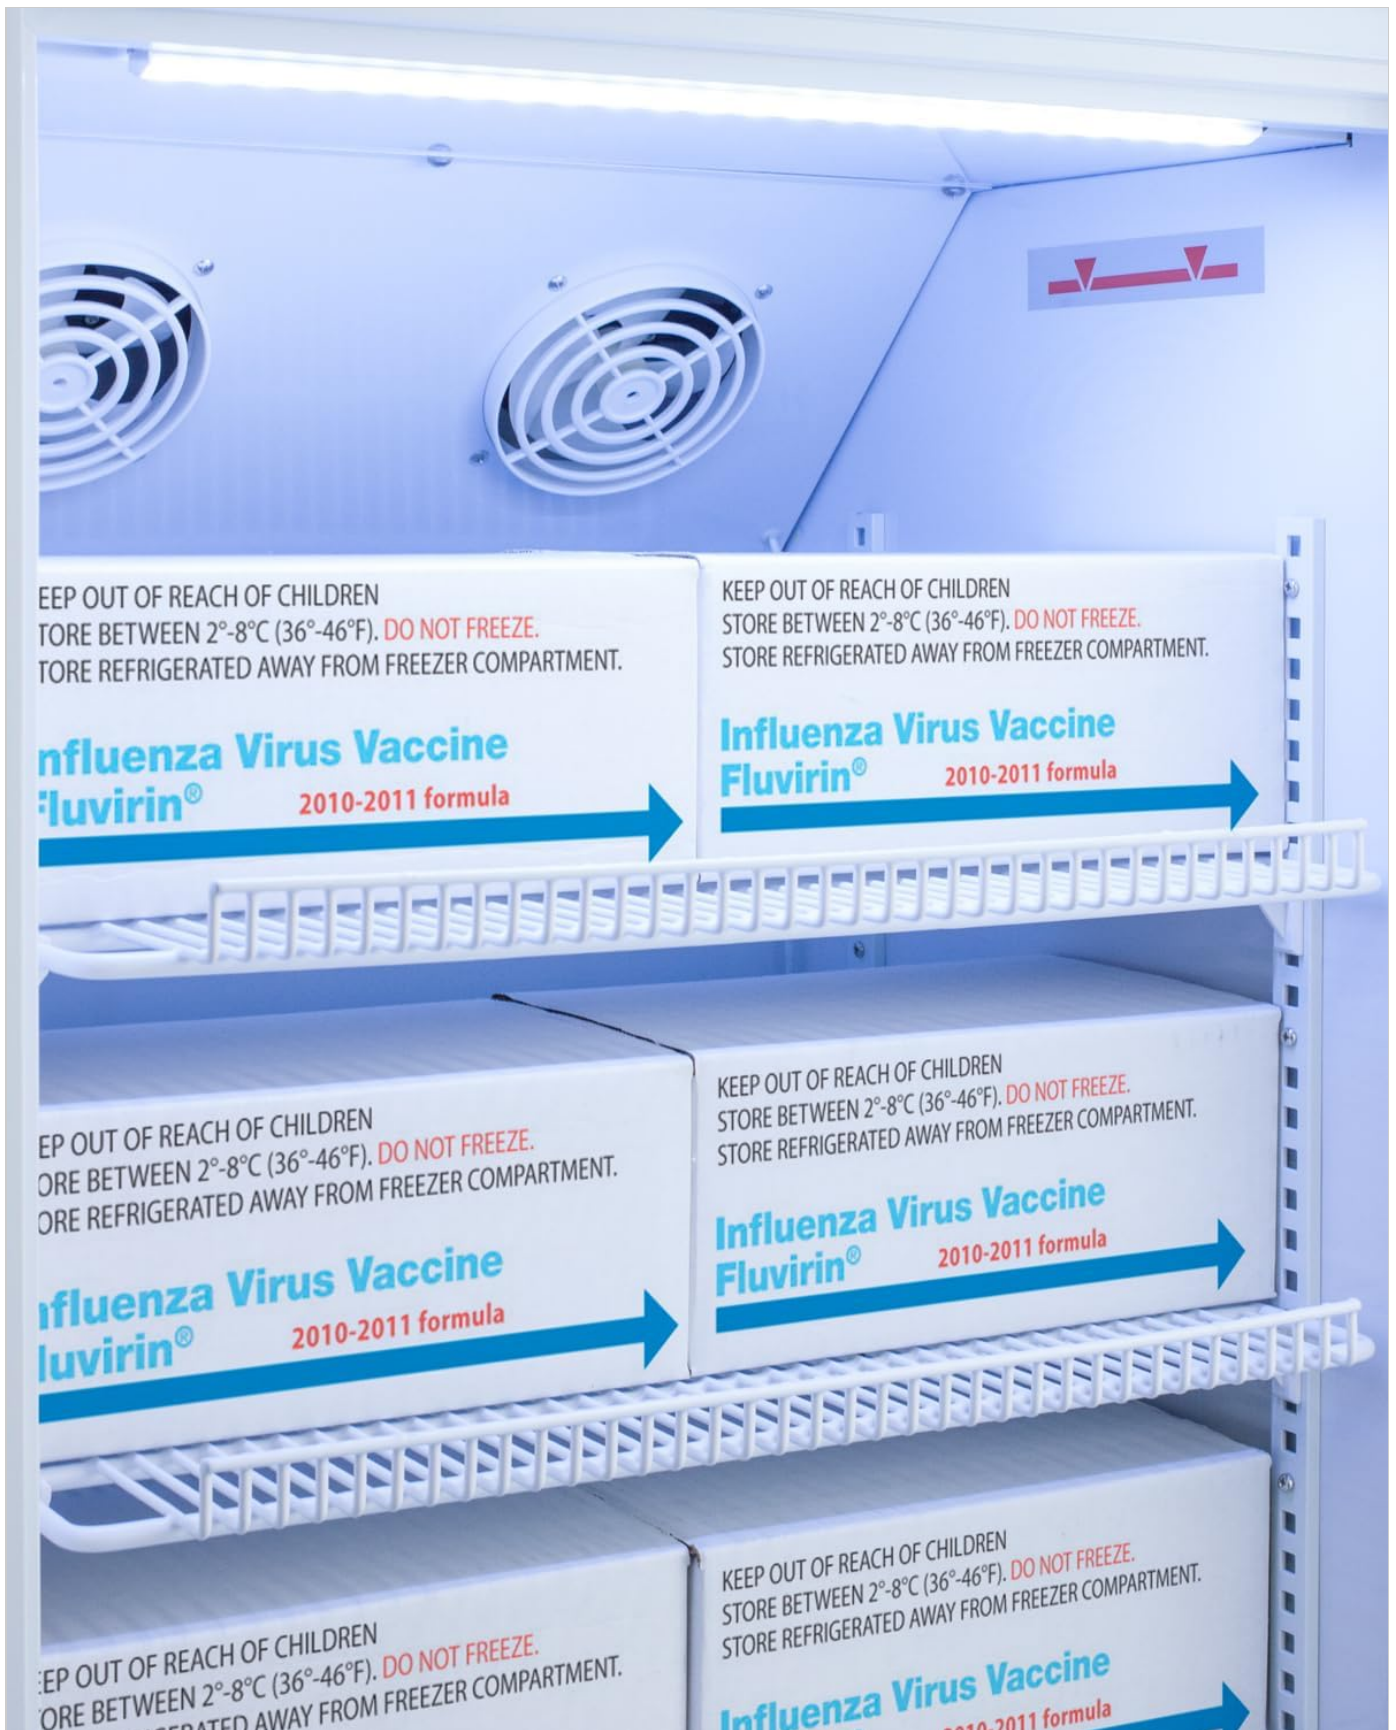 EEP OUT OF REACH OF CHILDREN
TORE BETWEEN 2°-8°C (36°-46°F). DO NOT FREEZE.
TORE REFRIGERATED AWAY FROM FREEZER COMPARTMENT.
nfluenza Virus Vaccine
Fluvirin®
2010-2011 formula
KEEP OUT OF REACH OF CHILDREN
STORE BETWEEN 2°-8°C (36°-46°F). DO NOT FREEZE.
STORE REFRIGERATED AWAY FROM FREEZER COMPARTMENT.
Influenza Virus Vaccine
Fluvirin®
2010-2011 formula
EP OUT OF REACH OF CHILDREN
ORE BETWEEN 2°-8°C (36°-46°F). DO NOT FREEZE.
ORE REFRIGERATED AWAY FROM FREEZER COMPARTMENT.
nfluenza Virus Vaccine
luvirin®
2010-2011 formula
KEEP OUT OF REACH OF CHILDREN
STORE BETWEEN 2°-8°C (36°-46°F). DO NOT FREEZE.
STORE REFRIGERATED AWAY FROM FREEZER COMPARTMENT.
Influenza Virus Vaccine
Fluvirin®
2010-2011 formula
EP OUT OF REACH OF CHILDREN
ORE BETWEEN 2°-8°C (36°-46°F). DO NOT FREEZE.
ERATED AWAY FROM FREEZER COMPARTMENT.
KEEP OUT OF REACH OF CHILDREN
STORE BETWEEN 2°-8°C (36°-46°F). DO NOT FREEZE.
STORE REFRIGERATED AWAY FROM FREEZER COMPARTMENT.
Influenza Virus Vaccine
2010-2011 formula